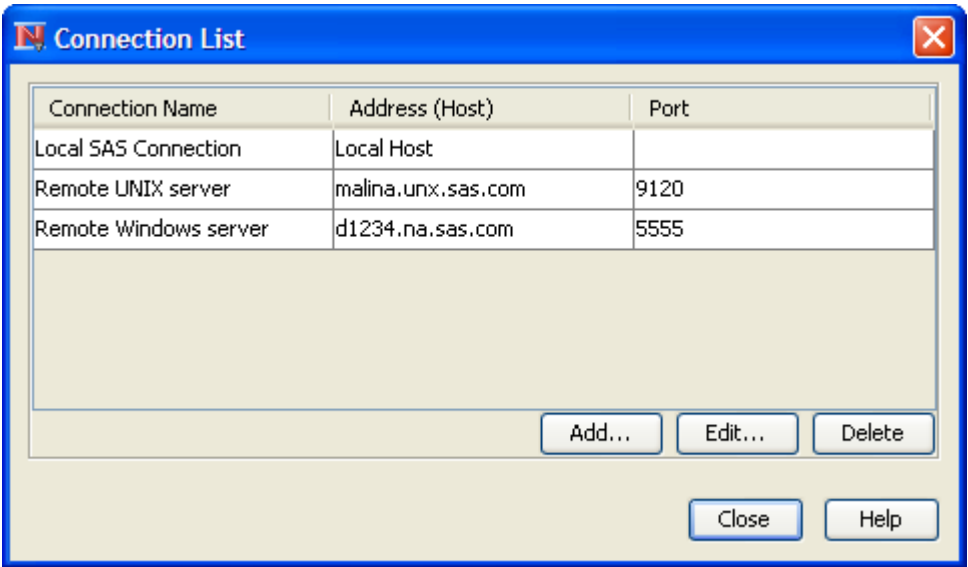 Connection List
Connection Name Address (Host) Port
Local SAS Connection Local Host
Remote UNIX server malina.unx.sas.com 9120
Remote Windows server d1234.na.sas.com 5555
Add... Edit... Delete
Close Help